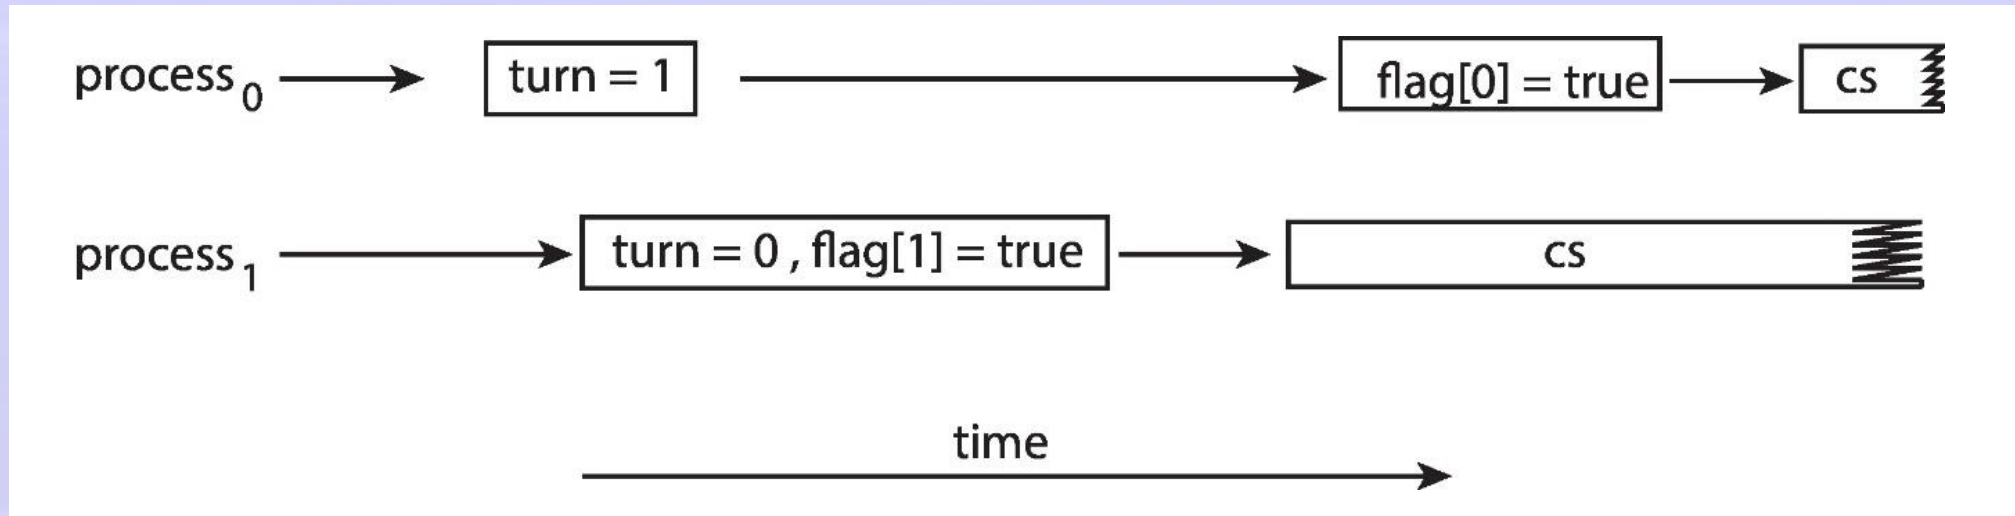 process0 turn = 1 flag[0] = true cs
process1 turn = 0 , flag[1] = true cs
time